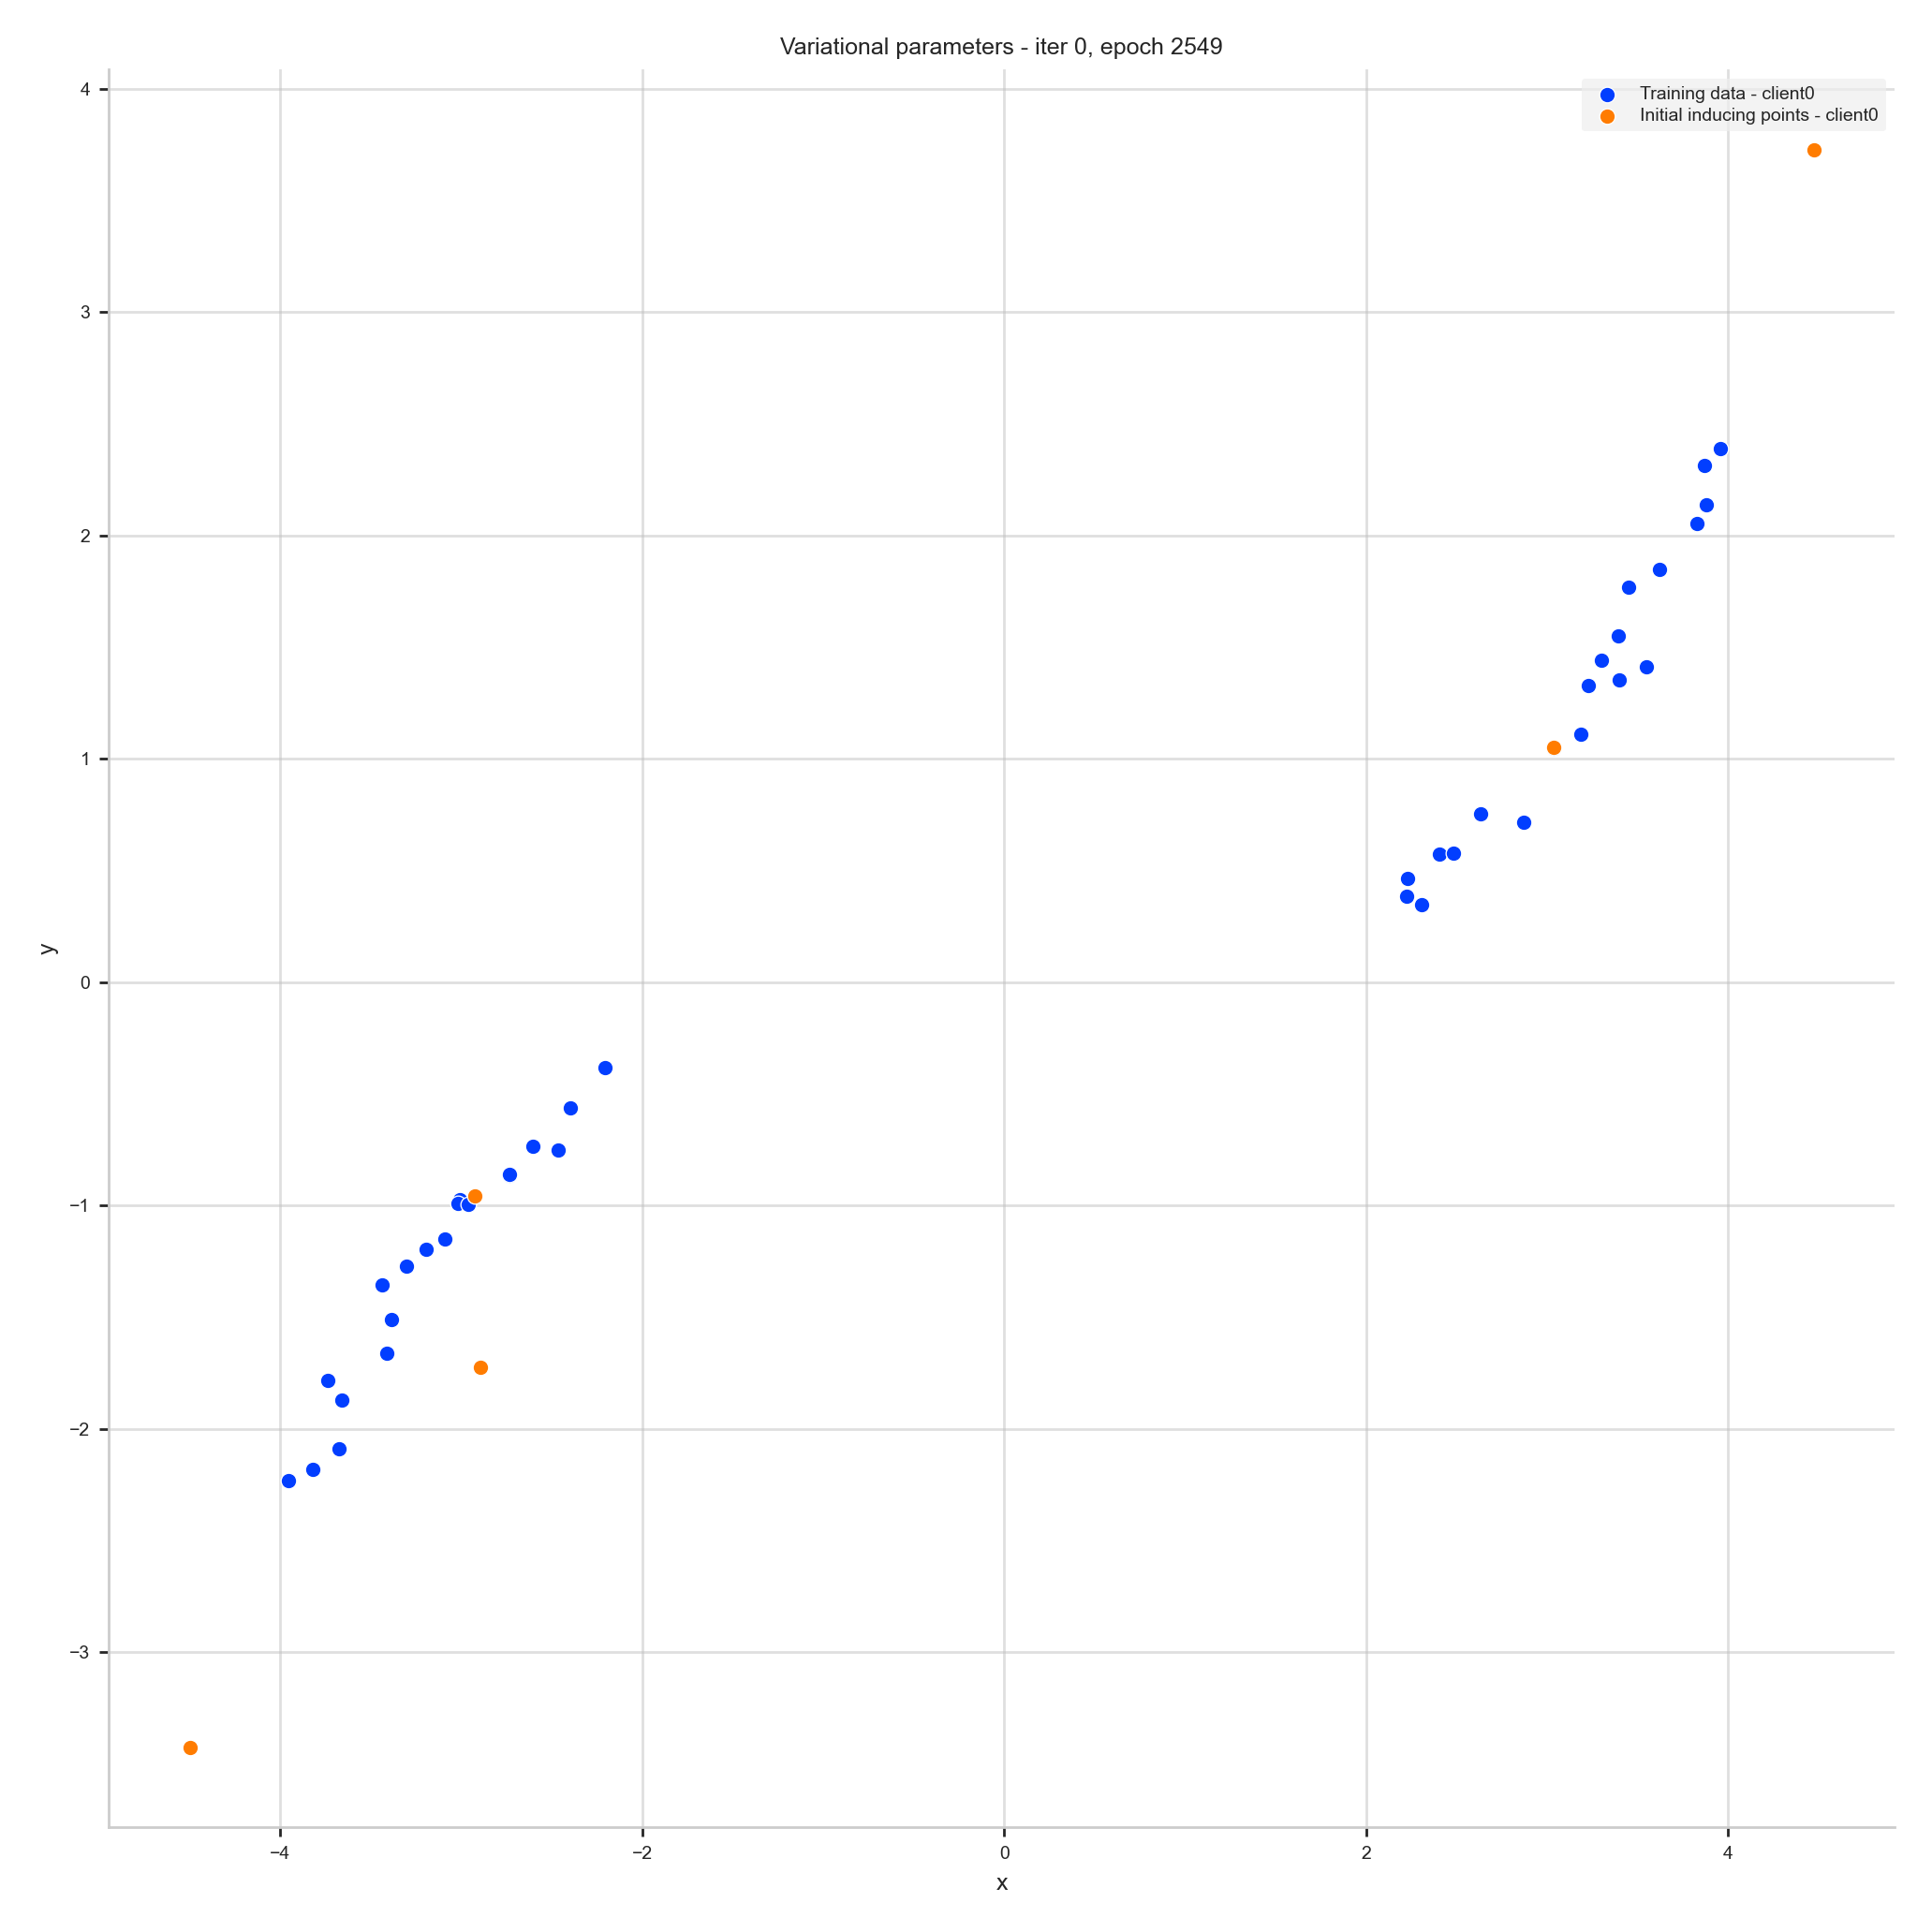 Variational parameters - iter 0, epoch 2549
Training data - client0
Initial inducing points - client0
4
3
2
1
0
−1
−2
−3
y
−4
−2
0
2
4
x